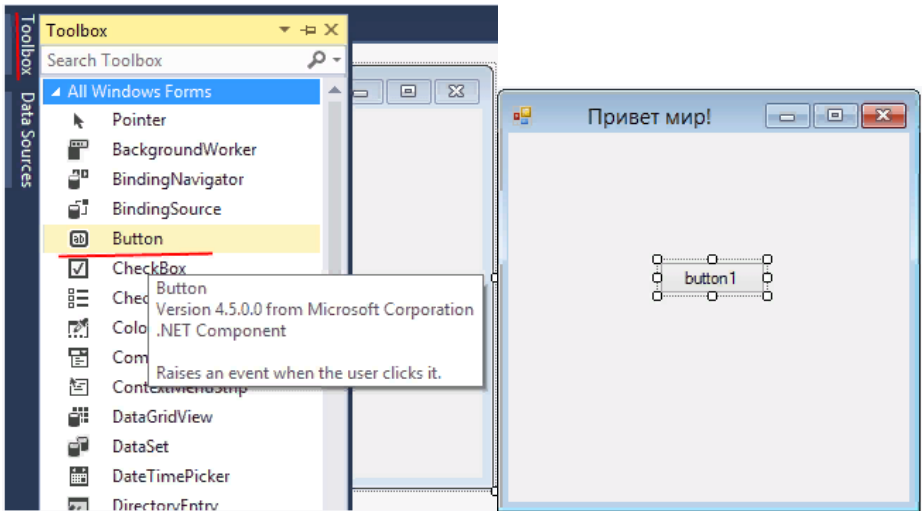 Toolbox
Data Sources
Toolbox
Search Toolbox
All Windows Forms
Pointer
BackgroundWorker
BindingNavigator
BindingSource
Button
CheckBox
Button
Version 4.5.0.0 from Microsoft Corporation
.NET Component
Raises an event when the user clicks it.
ContextMenuStrip
DataGridView
DataSet
DateTimePicker
DirectoryEntry
Привет мир!
button1